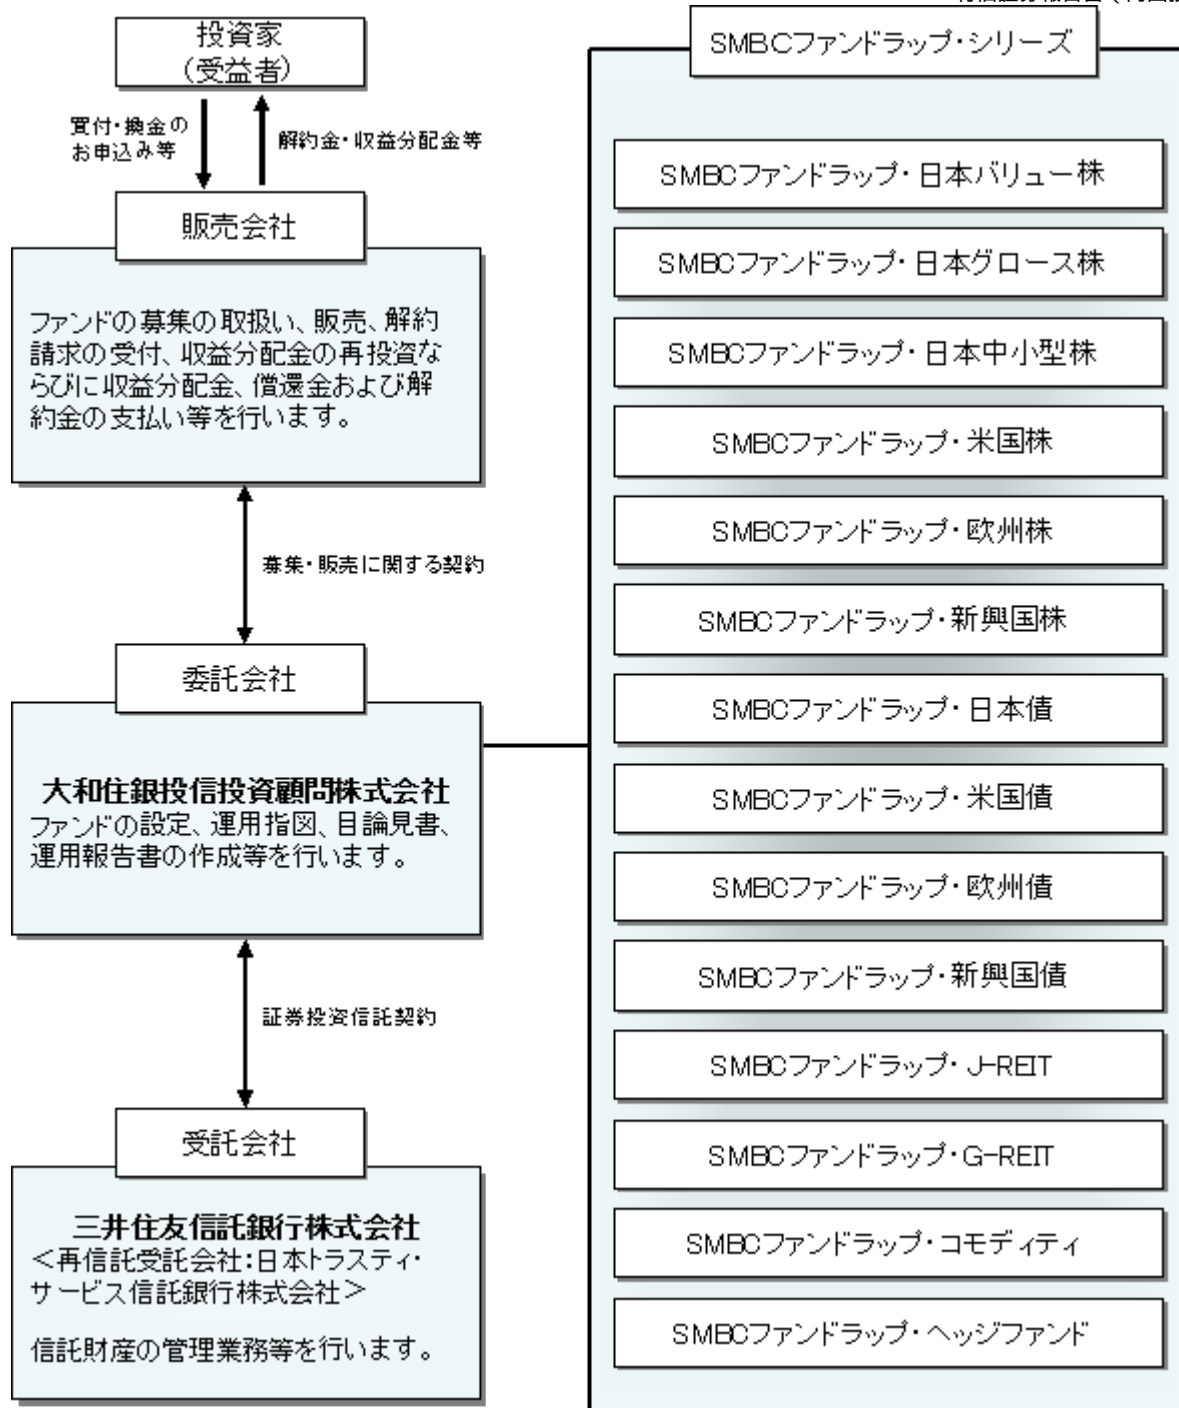 投資家
(受益者)
買付・換金の
お申込み等
解約金・収益分配金等
販売会社
ファンドの募集の取扱い、販売、解約
請求の受付、収益分配金の再投資な
らびに収益分配金、償還金および解
約金の支払い等を行います。
募集・販売に関する契約
委託会社
大和住銀投信投資顧問株式会社
ファンドの設定、運用指図、目論見書、
運用報告書の作成等を行います。
証券投資信託契約
受託会社
三井住友信託銀行株式会社
＜再信託受託会社:日本トラスティ・
サービス信託銀行株式会社＞
信託財産の管理業務等を行います。
SMBCファンドラップ・シリーズ
SMBCファンドラップ・日本バリュー株
SMBCファンドラップ・日本グロース株
SMBCファンドラップ・日本中小型株
SMBCファンドラップ・米国株
SMBCファンドラップ・欧州株
SMBCファンドラップ・新興国株
SMBCファンドラップ・日本債
SMBCファンドラップ・米国債
SMBCファンドラップ・欧州債
SMBCファンドラップ・新興国債
SMBCファンドラップ・J-REIT
SMBCファンドラップ・G-REIT
SMBCファンドラップ・コモディティ
SMBCファンドラップ・ヘッジファンド